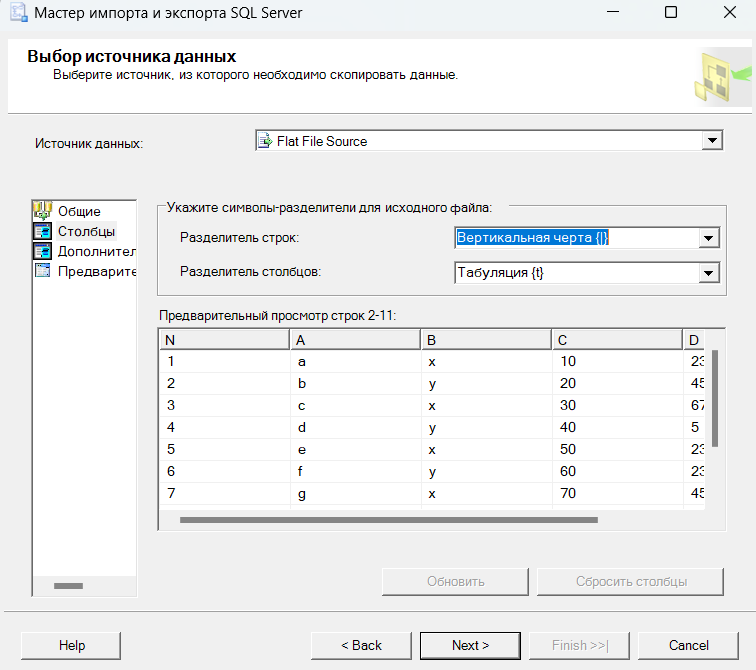 Мастер импорта и экспорта SQL Server
Выбор источника данных
Выберите источник, из которого необходимо скопировать данные.
Источник данных: Flat File Source
Общие
Столбцы
Дополнител
Предварите
Укажите символы-разделители для исходного файла:
Разделитель строк: Вертикальная черта {|}
Разделитель столбцов: Табуляция {t}
Предварительный просмотр строк 2-11:
N A B C D
1 a x 10 23
2 b y 20 45
3 c x 30 67
4 d y 40 5
5 e x 50 23
6 f y 60 23
7 g x 70 45
Обновить Сбросить столбцы
Help < Back Next > Finish >>| Cancel